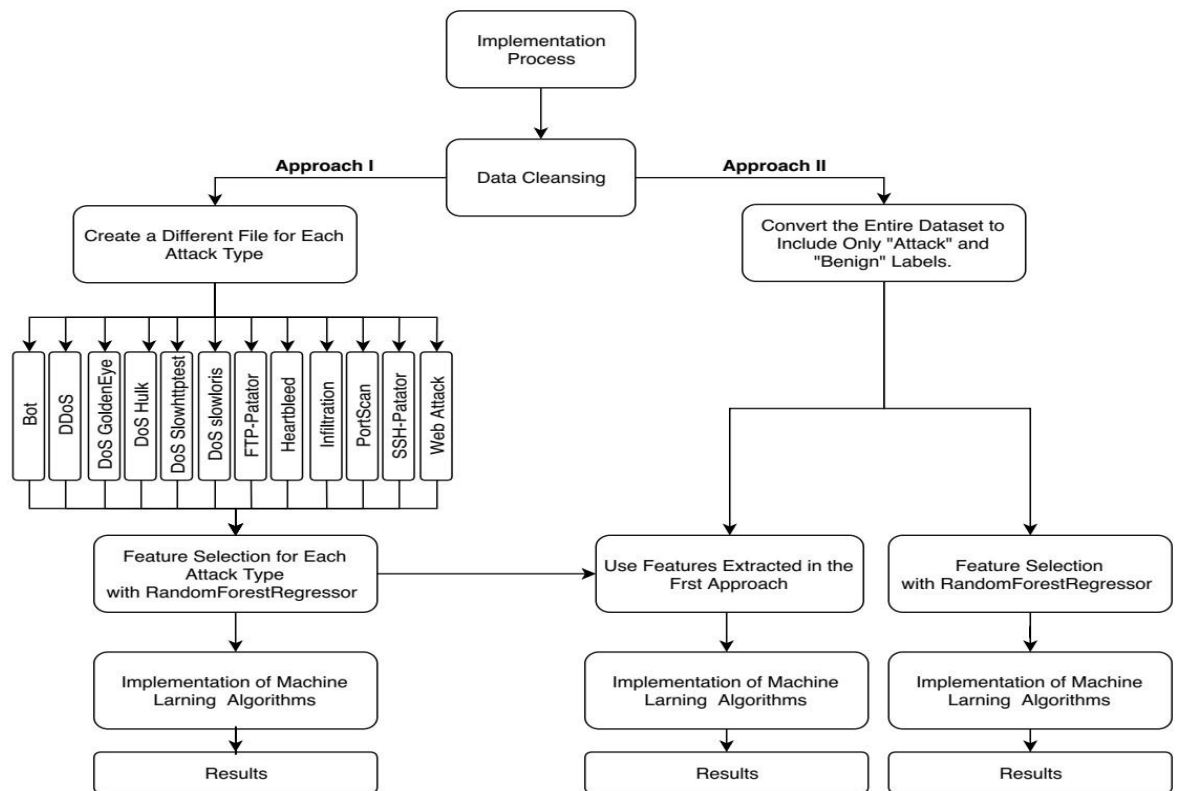 Implementation
Process
Approach I
Data Cleansing
Approach II
Create a Different File for Each
Attack Type
Convert the Entire Dataset to
Include Only "Attack" and
"Benign" Labels.
Bot
DDoS
DoS GoldenEye
DoS Hulk
DoS Slowhttptest
DoS slowloris
FTP-Patator
Heartbleed
Infiltration
PortScan
SSH-Patator
Web Attack
Feature Selection for Each
Attack Type
with RandomForestRegressor
Use Features Extracted in the
Frst Approach
Feature Selection
with RandomForestRegressor
Implementation of Machine
Larning Algorithms
Implementation of Machine
Larning Algorithms
Implementation of Machine
Larning Algorithms
Results
Results
Results